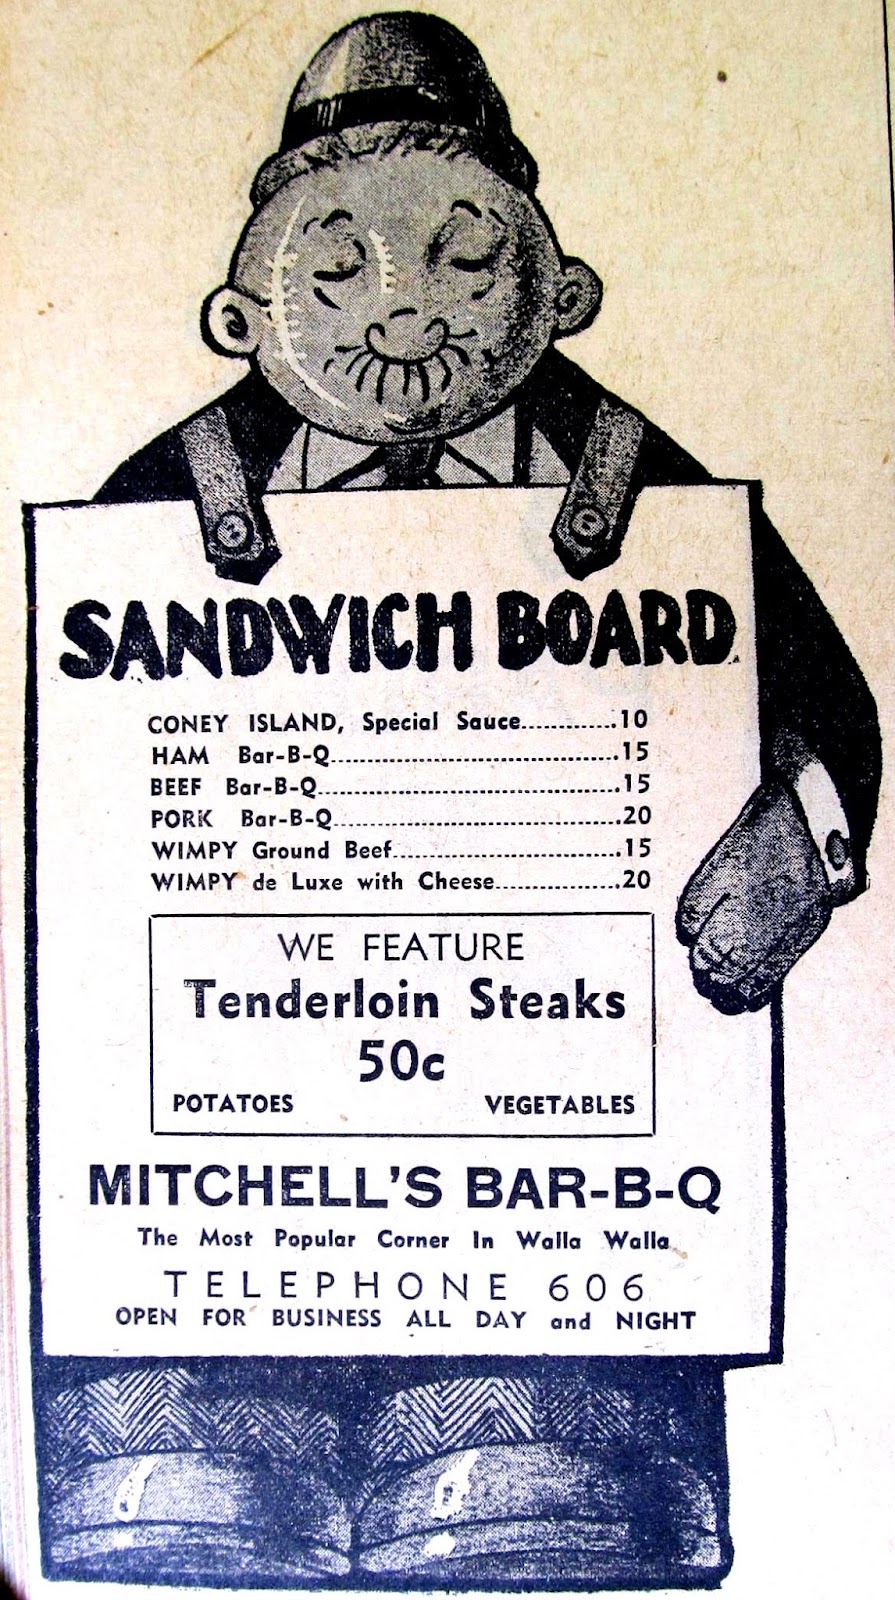 SANDWICH BOARD
CONEY ISLAND, Special Sauce.............10
HAM Bar-B-Q.......................................15
BEEF Bar-B-Q.........................................15
PORK Bar-B-Q.......................................20
WIMPY Ground Beef...............................15
WIMPY de Luxe with Cheese.................20
WE FEATURE
Tenderloin Steaks
50c
POTATOES VEGETABLES
MITCHELL'S BAR-B-Q
The Most Popular Corner In Walla Walla
TELEPHONE 606
OPEN FOR BUSINESS ALL DAY and NIGHT